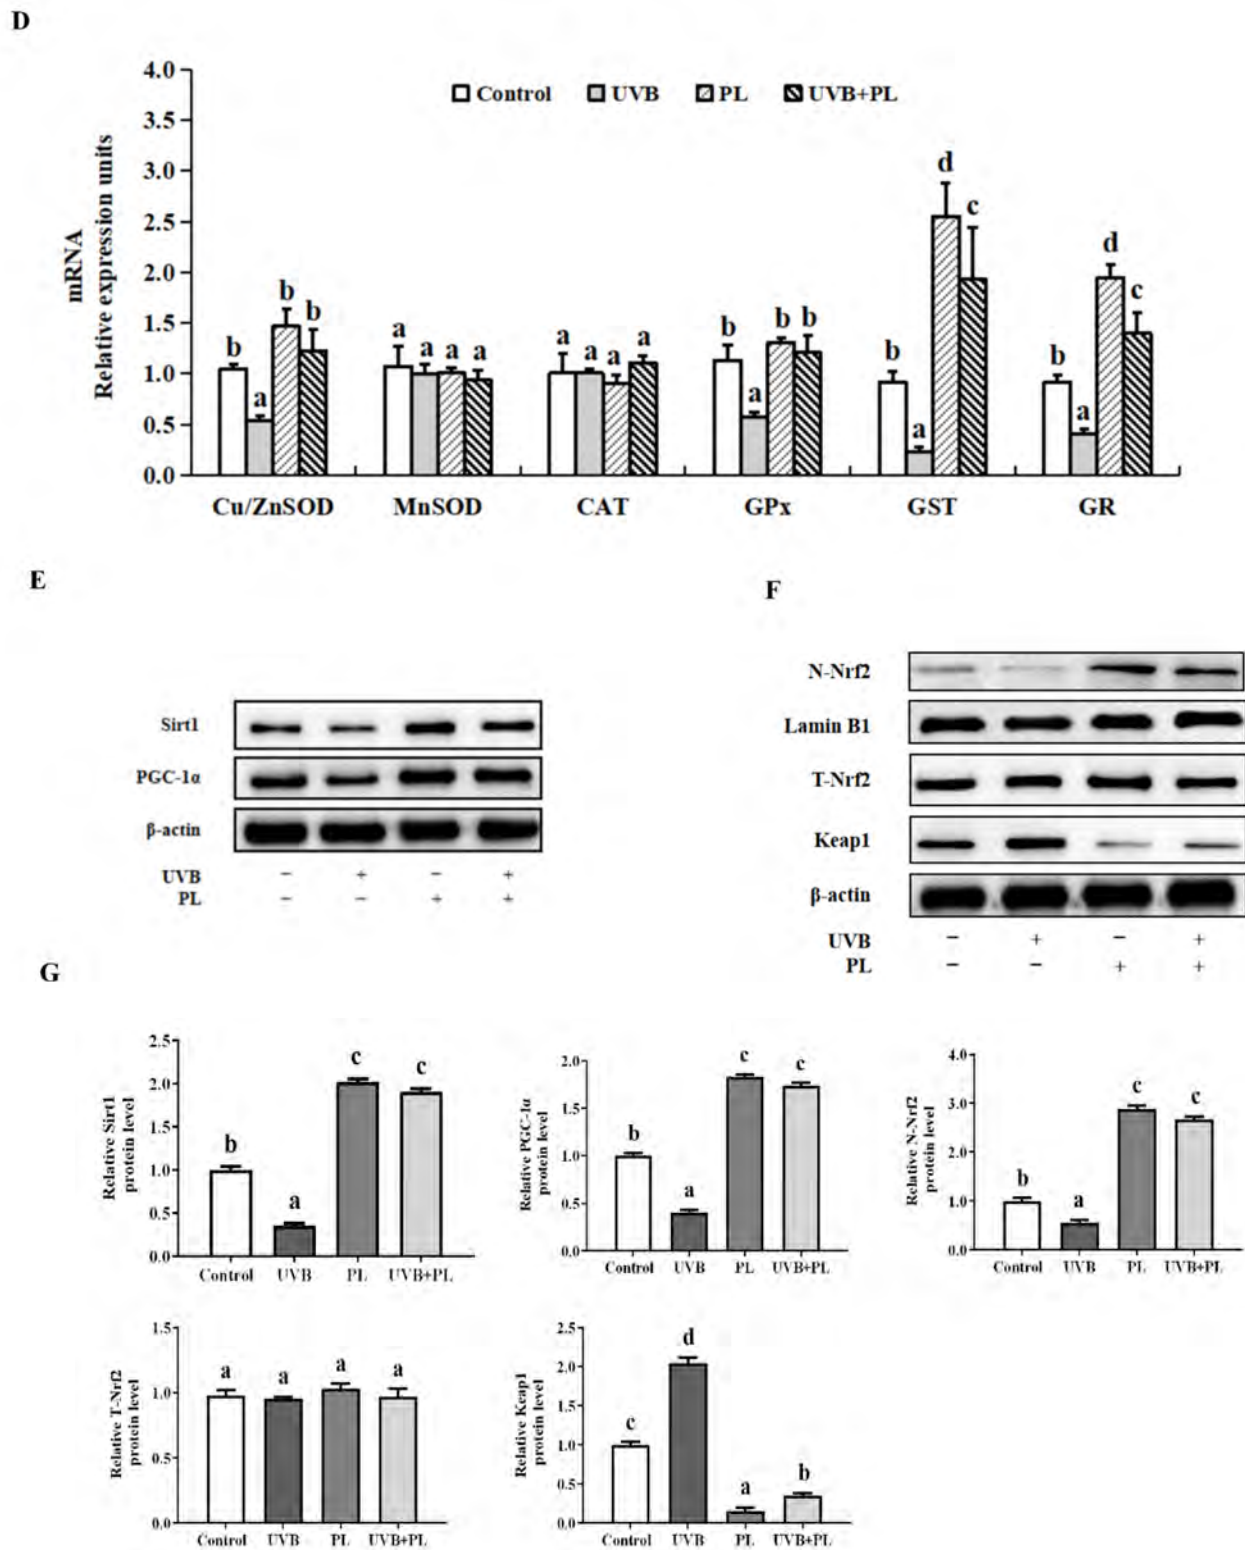 D
4.0
3.5
3.0
2.5
2.0
1.5
1.0
0.5
0.0
mRNA
Relative expression units
Control UVB PL UVB+PL
b a b b
a a a a
a a a a
b a b b
b a d c
b a d c
Cu/ZnSOD MnSOD CAT GPx GST GR
E
Sirt1
PGC-1α
β-actin
UVB − + − +
PL − − + +
F
N-Nrf2
Lamin B1
T-Nrf2
Keap1
β-actin
UVB − + − +
PL − − + +
G
Relative Sirt1
protein level
2.5
2.0
1.5
1.0
0.5
0.0
b a c c
Control UVB PL UVB+PL
Relative PGC-1α
protein level
2.0
1.5
1.0
0.5
0.0
b a c c
Control UVB PL UVB+PL
Relative N-Nrf2
protein level
4.0
3.0
2.0
1.0
0.0
b a c c
Control UVB PL UVB+PL
Relative T-Nrf2
protein level
1.5
1.0
0.5
0.0
a a a a
Control UVB PL UVB+PL
Relative Keap1
protein level
2.5
2.0
1.5
1.0
0.5
0.0
c d a b
Control UVB PL UVB+PL